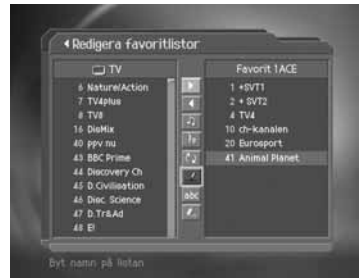 Redigera favoritlistor
TV
6 Nature/Action
7 TV4plus
8 TV8
16 DisMix
40 ppv nu
43 BBC Prime
44 Discovery Ch
45 D.Civilisation
46 Disc. Science
47 D.Tr&Ad
48 E!
abc
Favorit 1ACE
1 +SVT1
2 + SVT2
4 TV4
10 ch-kanalen
20 Eurosport
41 Animal Planet
Byt namn på listan